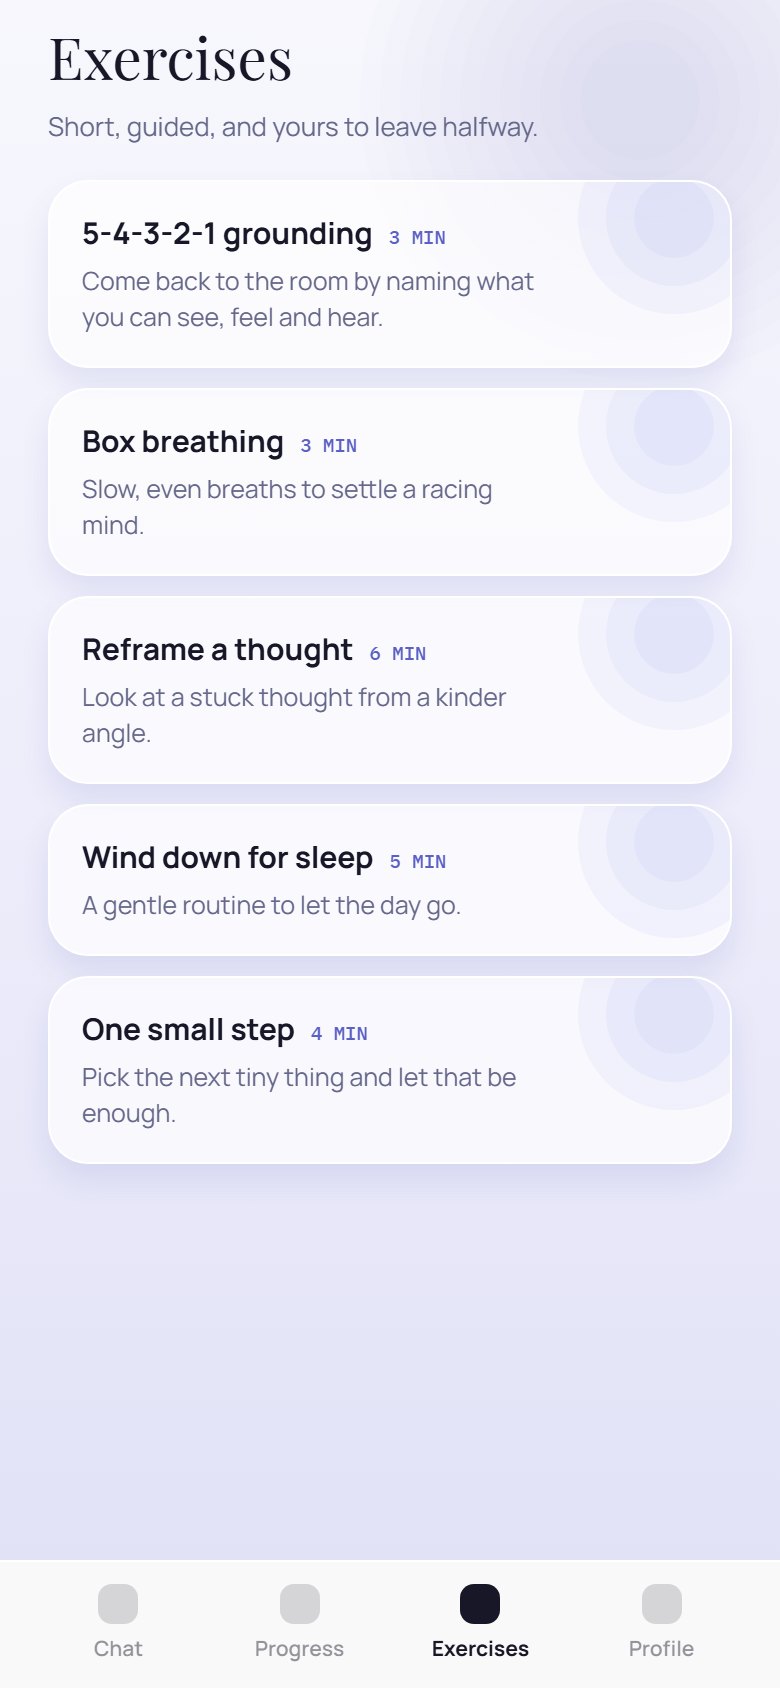 Exercises
Short, guided, and yours to leave halfway.
5-4-3-2-1 grounding 3 MIN
Come back to the room by naming what
you can see, feel and hear.
Box breathing 3 MIN
Slow, even breaths to settle a racing
mind.
Reframe a thought 6 MIN
Look at a stuck thought from a kinder
angle.
Wind down for sleep 5 MIN
A gentle routine to let the day go.
One small step 4 MIN
Pick the next tiny thing and let that be
enough.
Chat Progress Exercises Profile